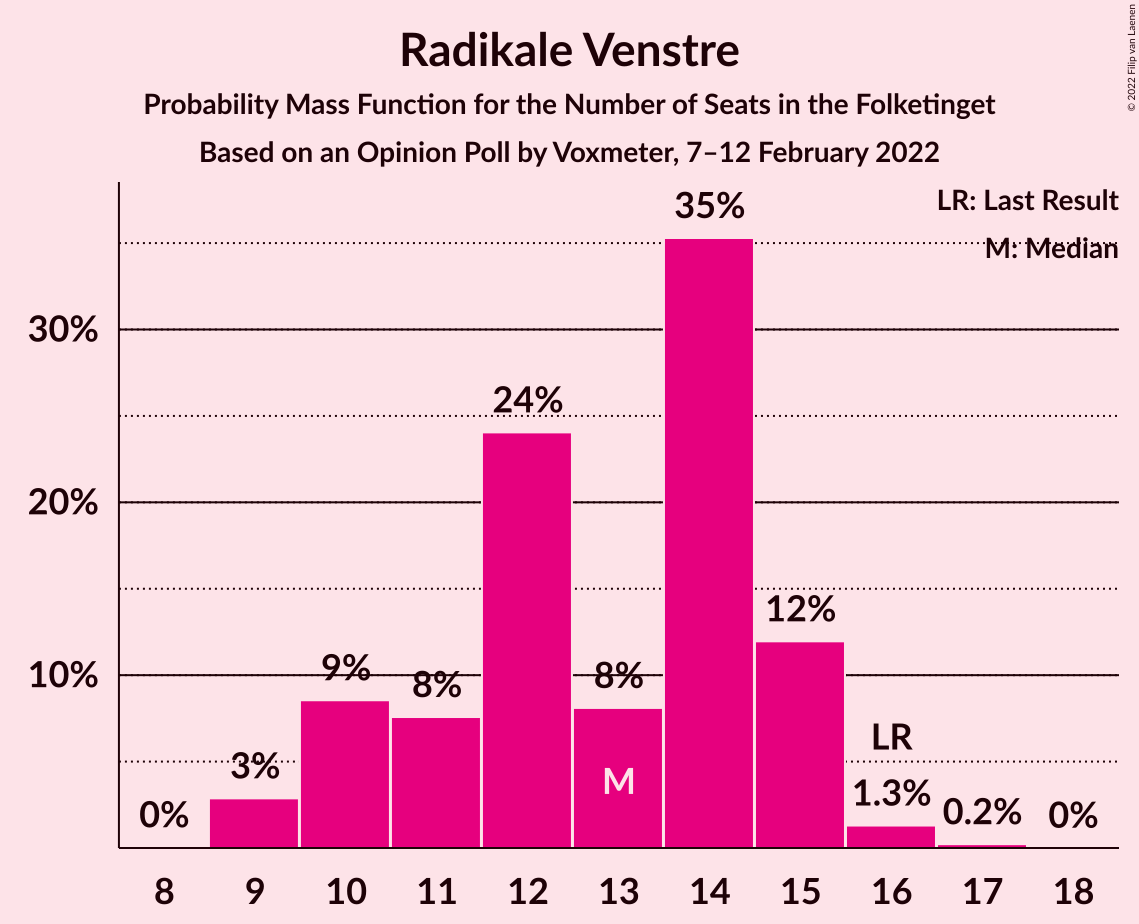 Radikale Venstre
Probability Mass Function for the Number of Seats in the Folketinget
Based on an Opinion Poll by Voxmeter, 7–12 February 2022
© 2022 Filip van Laenen
LR: Last Result
M: Median
35%
30%
24%
20%
12%
10%
9%
8%
8%
LR
3%
M
1.3%
0.2%
0%
0%
8 9 10 11 12 13 14 15 16 17 18